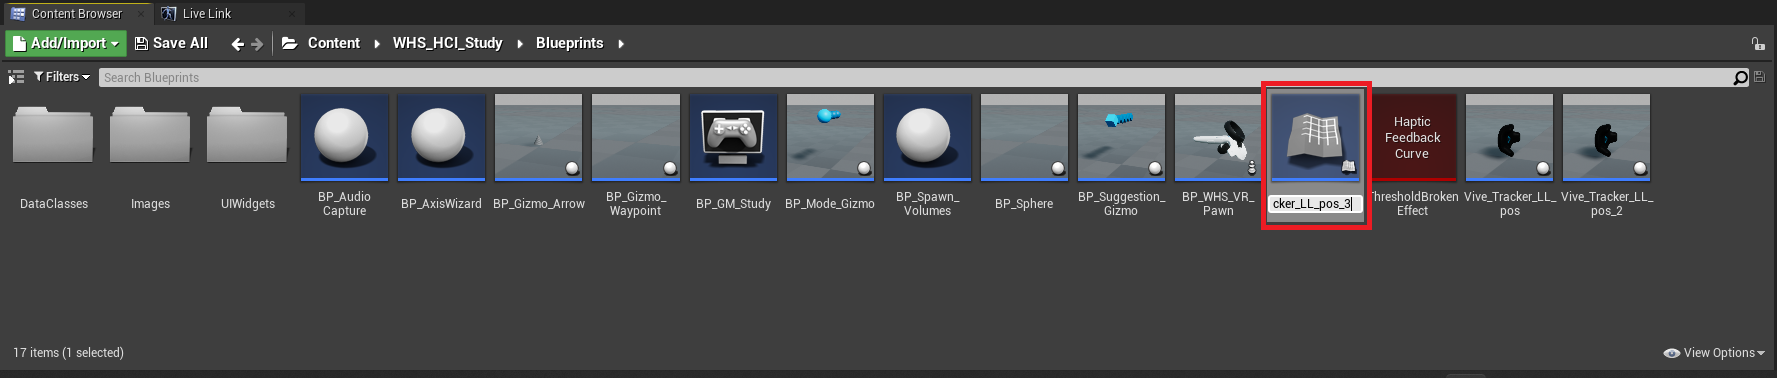 Content Browser
Live Link
Add/Import
Save All
Content
WHS_HCI_Study
Blueprints
Filters
Search Blueprints
Haptic
Feedback
Curve
DataClasses
Images
UIWidgets
BP_Audio
Capture
BP_AxisWizard
BP_Gizmo_Arrow
BP_Gizmo_
Waypoint
BP_GM_Study
BP_Mode_Gizmo
BP_Spawn_
Volumes
BP_Sphere
BP_Suggestion_
Gizmo
BP_WHS_VR_
Pawn
cker_LL_pos_3
ThresholdBroken
Effect
Vive_Tracker_LL_
pos
Vive_Tracker_LL_
pos_2
17 items (1 selected)
View Options